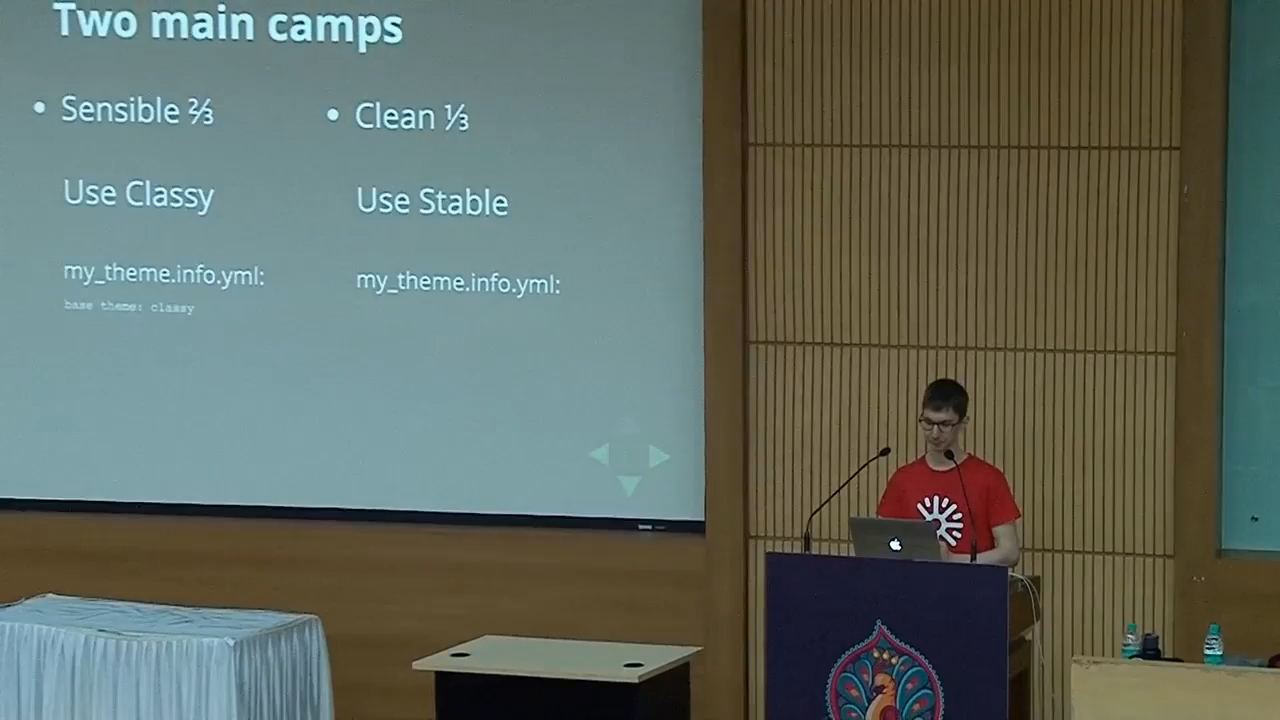 Two main camps
• Sensible ⅔
Use Classy
my_theme.info.yml:
base theme: classy
• Clean ⅓
Use Stable
my_theme.info.yml: